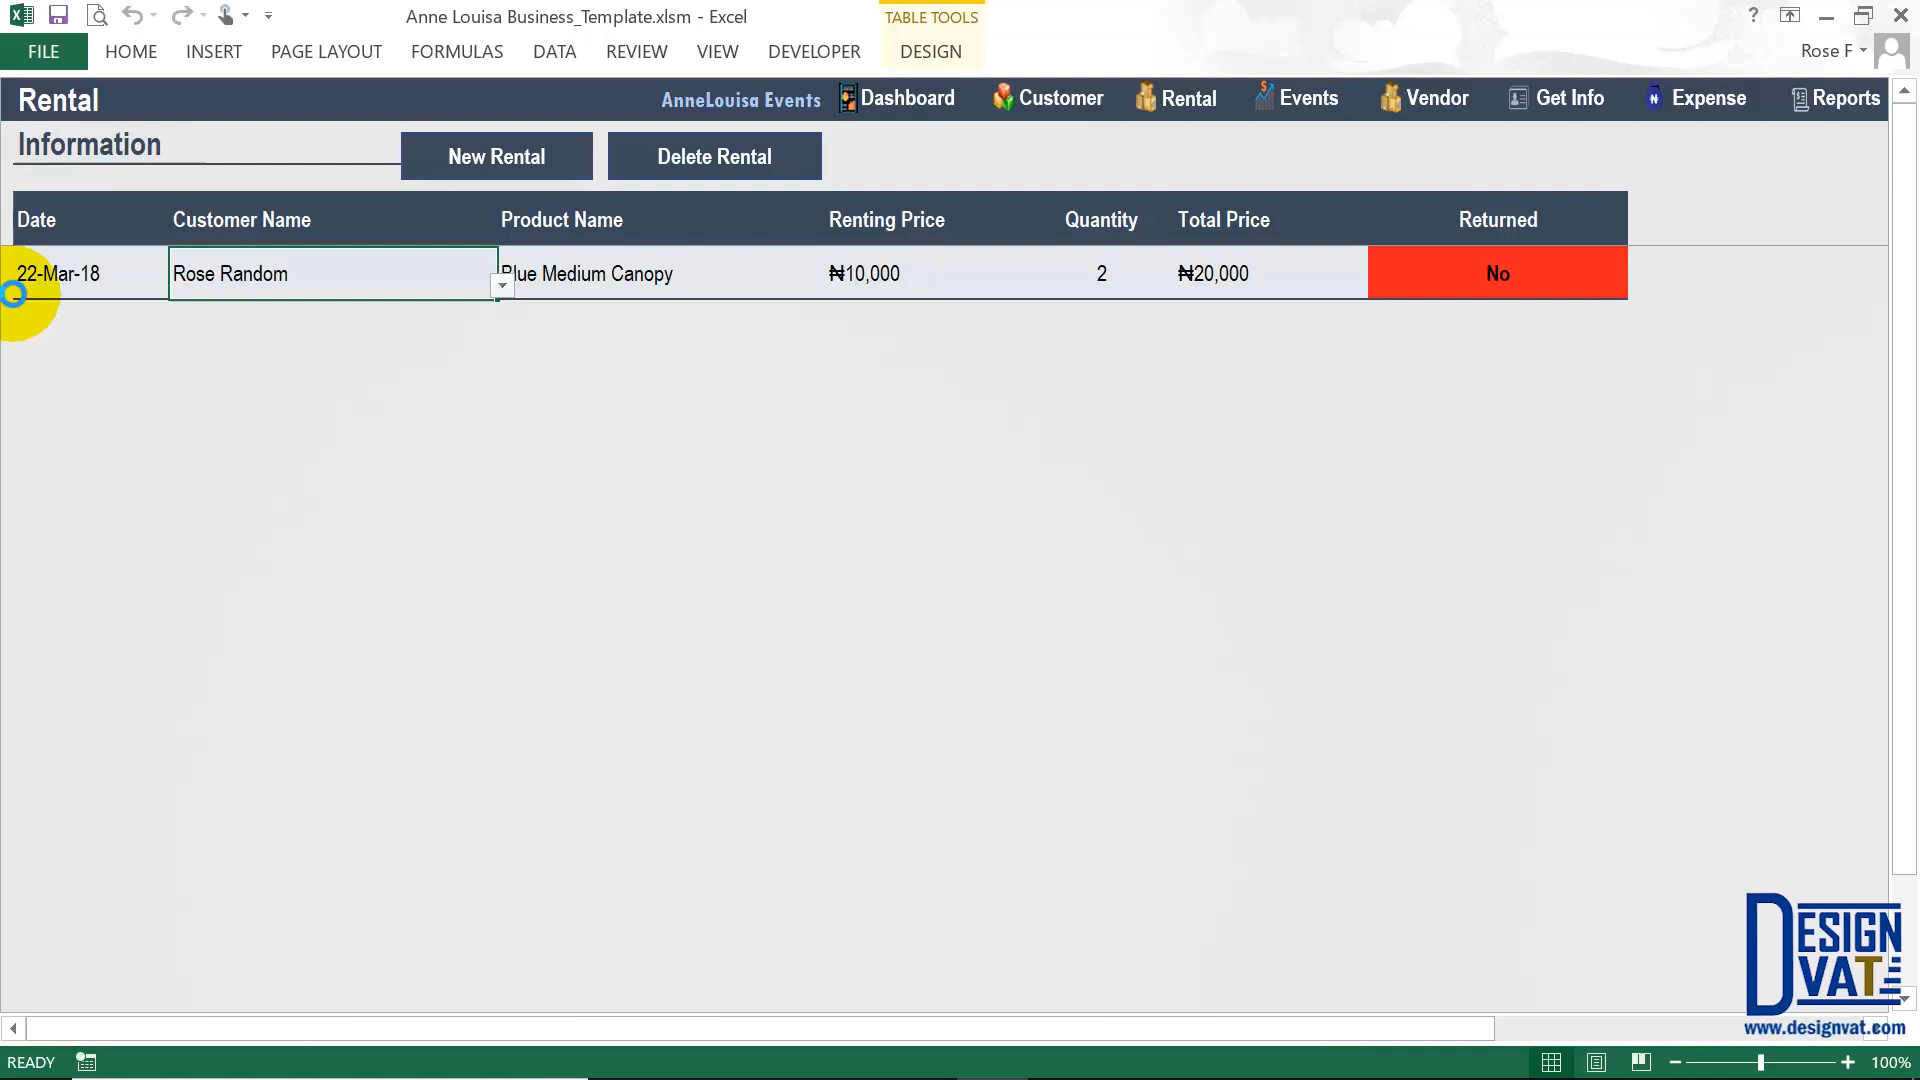 Anne Louisa Business_Template.xlsm - Excel
TABLE TOOLS
?
FILE HOME INSERT PAGE LAYOUT FORMULAS DATA REVIEW VIEW DEVELOPER DESIGN
Rose F
Rental AnneLouisa Events Dashboard Customer Rental Events Vendor Get Info Expense Reports
Information
New Rental Delete Rental
Date Customer Name Product Name Renting Price Quantity Total Price Returned
22-Mar-18 Rose Random Blue Medium Canopy ₦10,000 2 ₦20,000 No
DESIGN
VAT
www.designvat.com
READY
100%